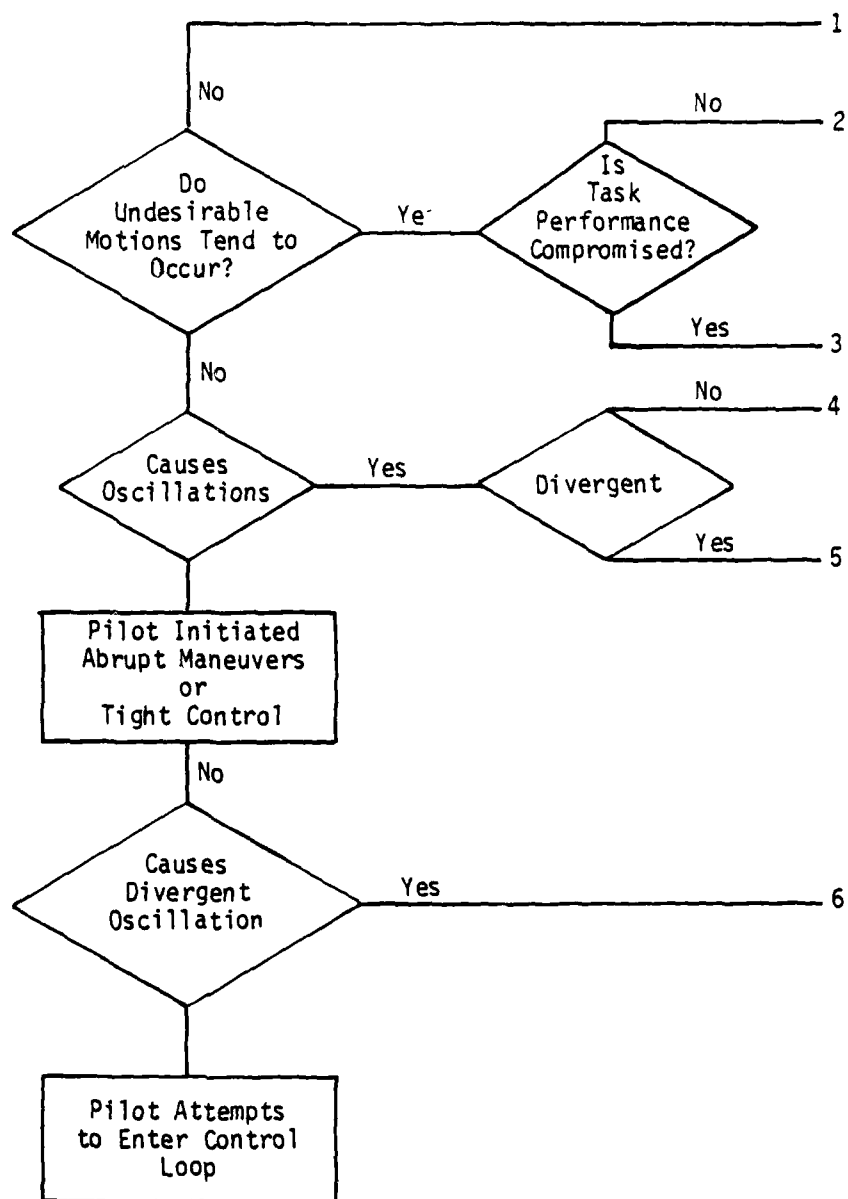 1
No
No
2
Do
Undesirable
Motions Tend to
Occur?
Is
Task
Performance
Compromised?
Yes
3
No
No
4
Causes
Oscillations
Yes
Divergent
Yes
5
Pilot Initiated
Abrupt Maneuvers
or
Tight Control
No
Causes
Divergent
Oscillation
Yes
6
Pilot Attempts
to Enter Control
Loop